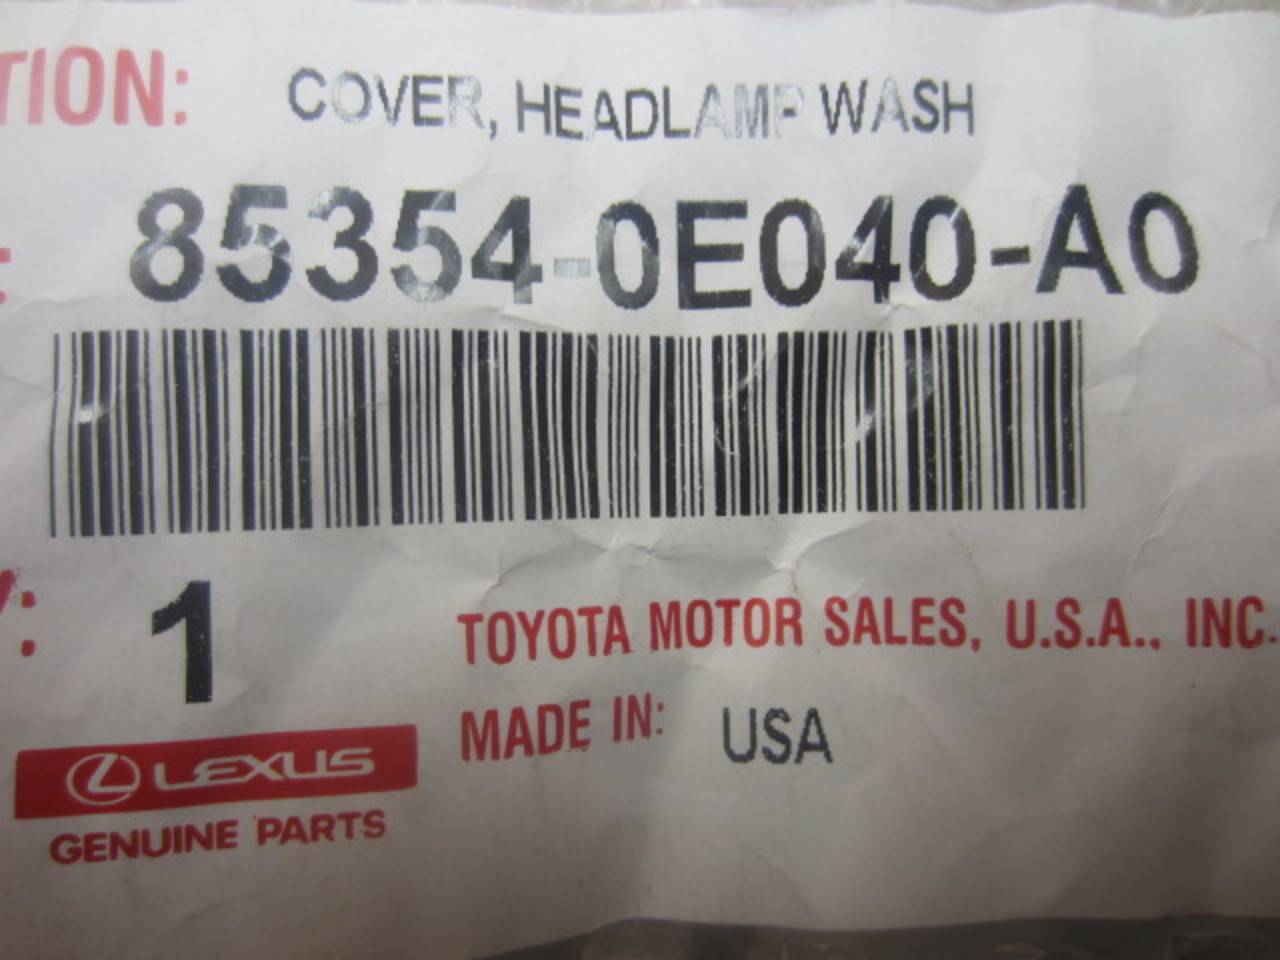 TION: COVER, HEADLAMP WASH
: 85354-0E040-A0
Y: 1
TOYOTA MOTOR SALES, U.S.A., INC.
MADE IN: USA
LEXUS
GENUINE PARTS